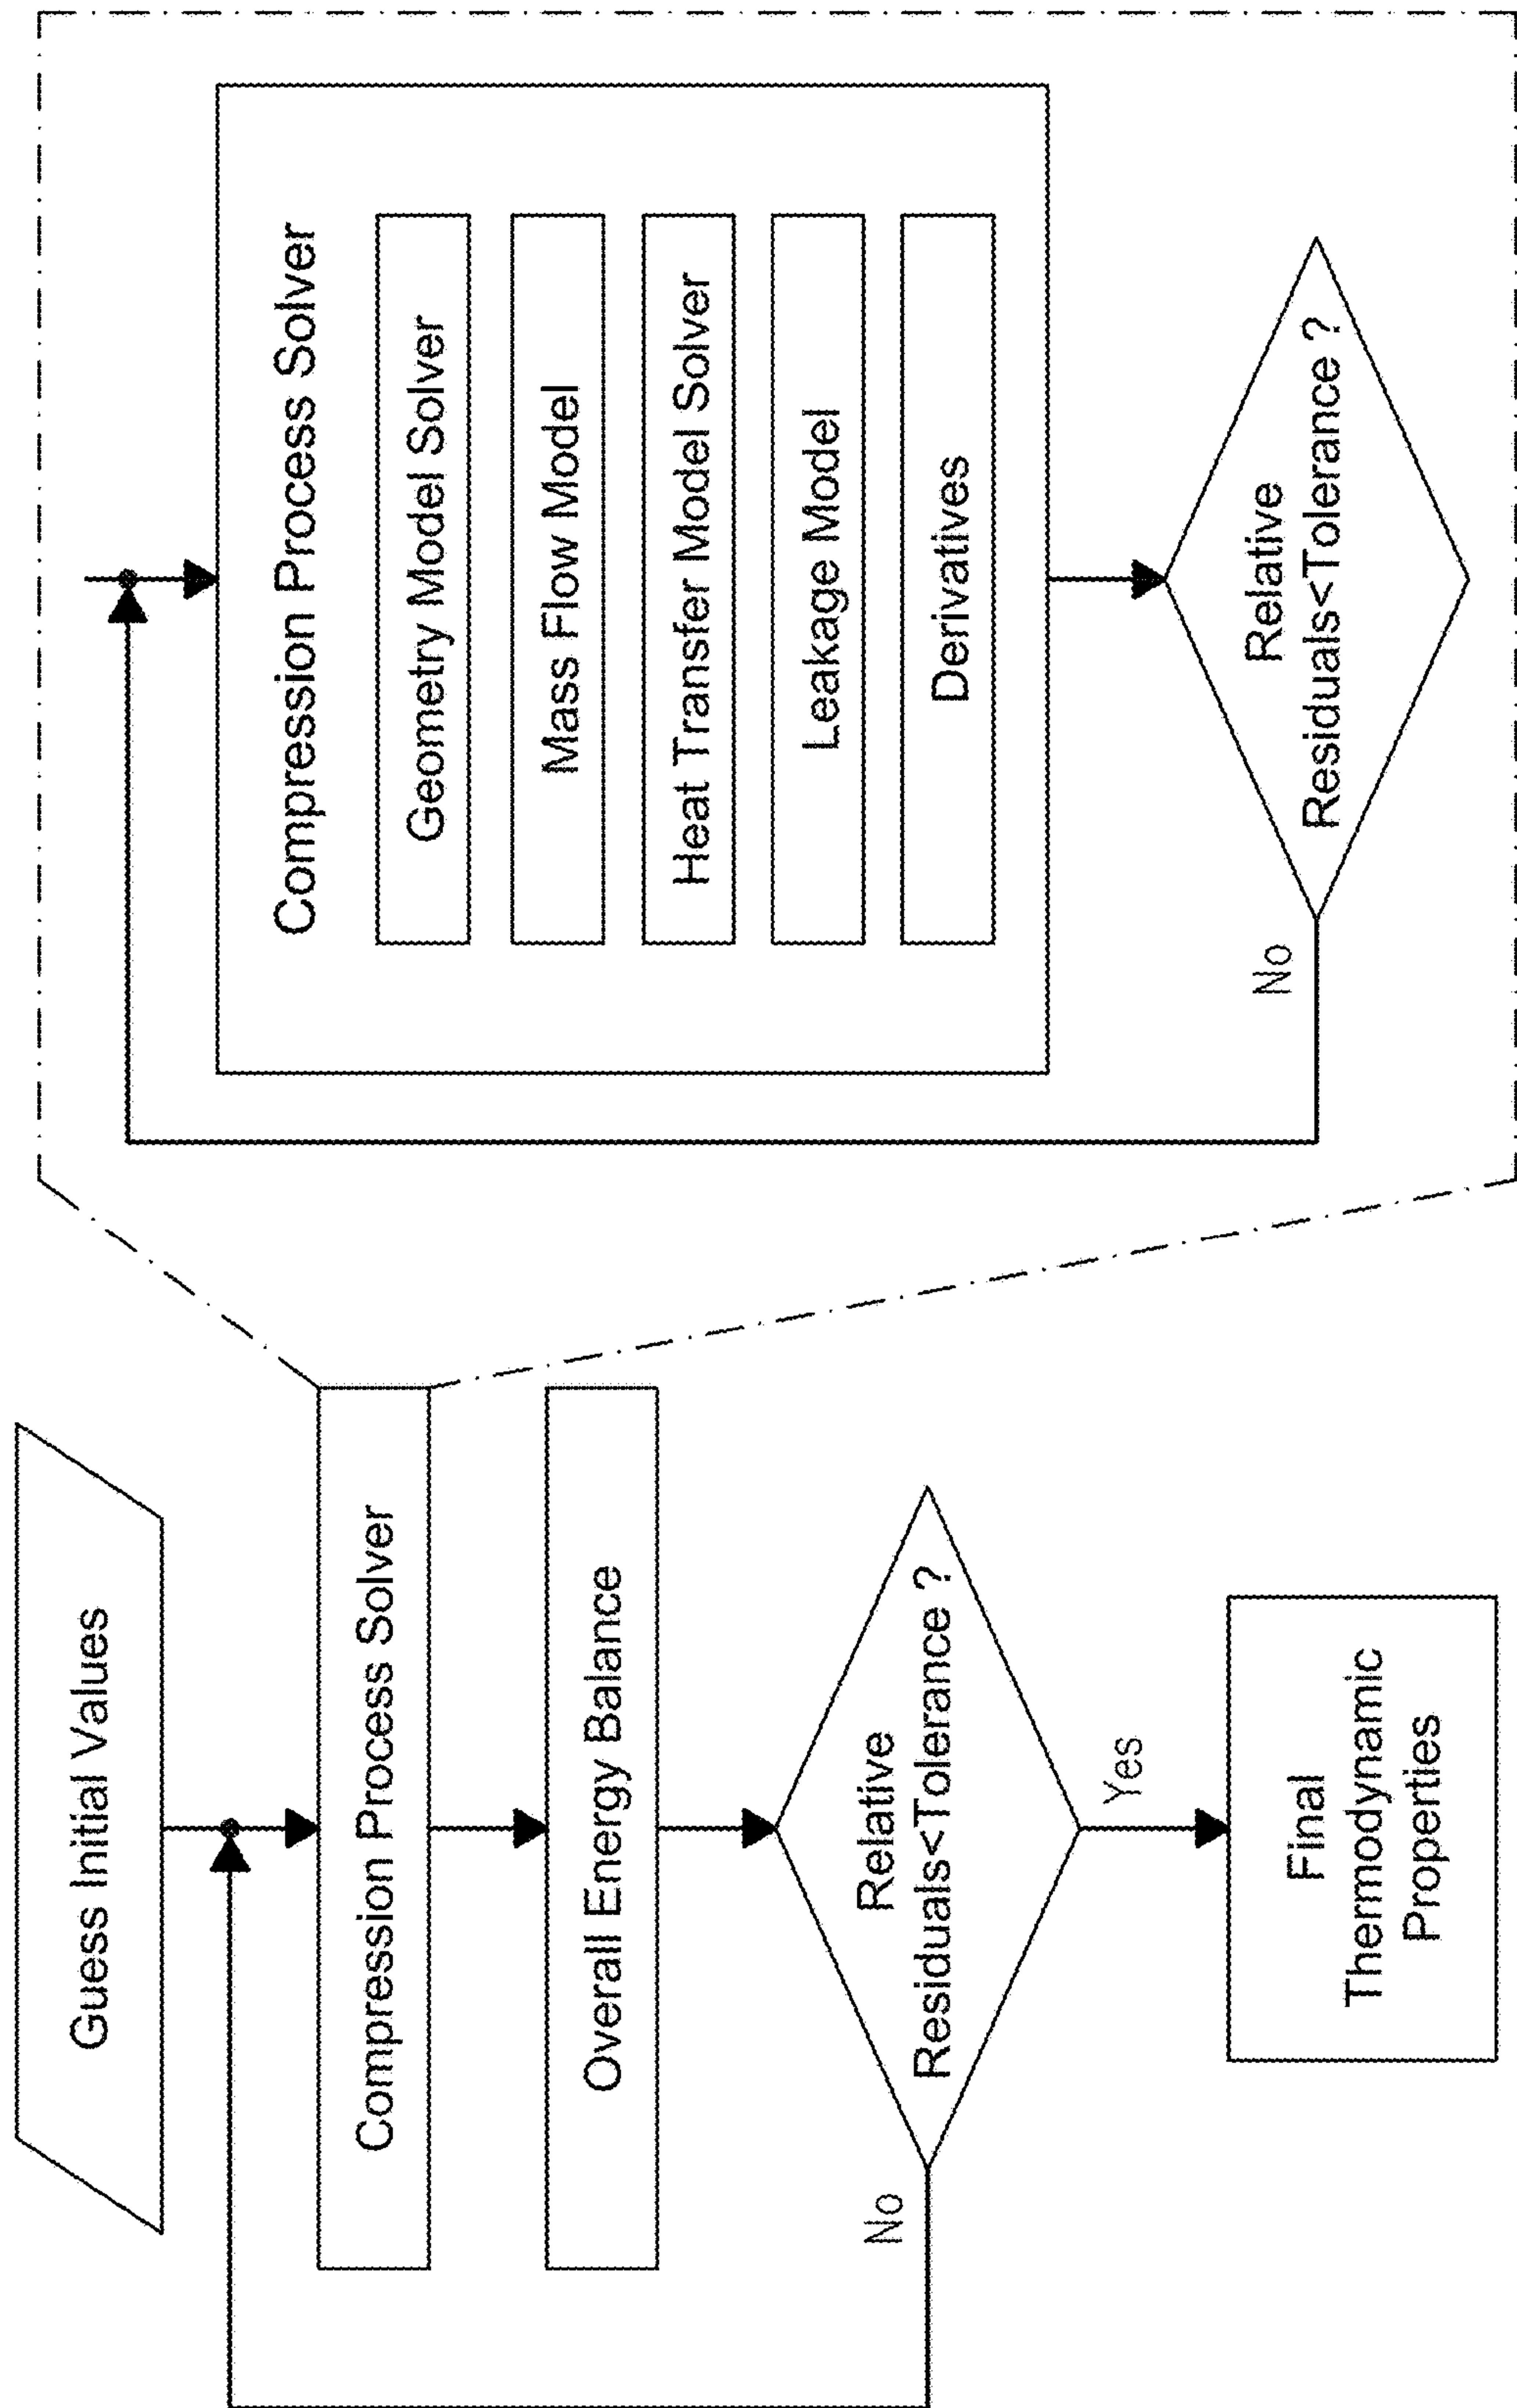 Guess Initial Values
Compression Process Solver
Overall Energy Balance
Relative
Residuals<Tolerance ?
No
Yes
Final
Thermodynamic
Properties
Compression Process Solver
Geometry Model Solver
Mass Flow Model
Heat Transfer Model Solver
Leakage Model
Derivatives
Relative
Residuals<Tolerance ?
No